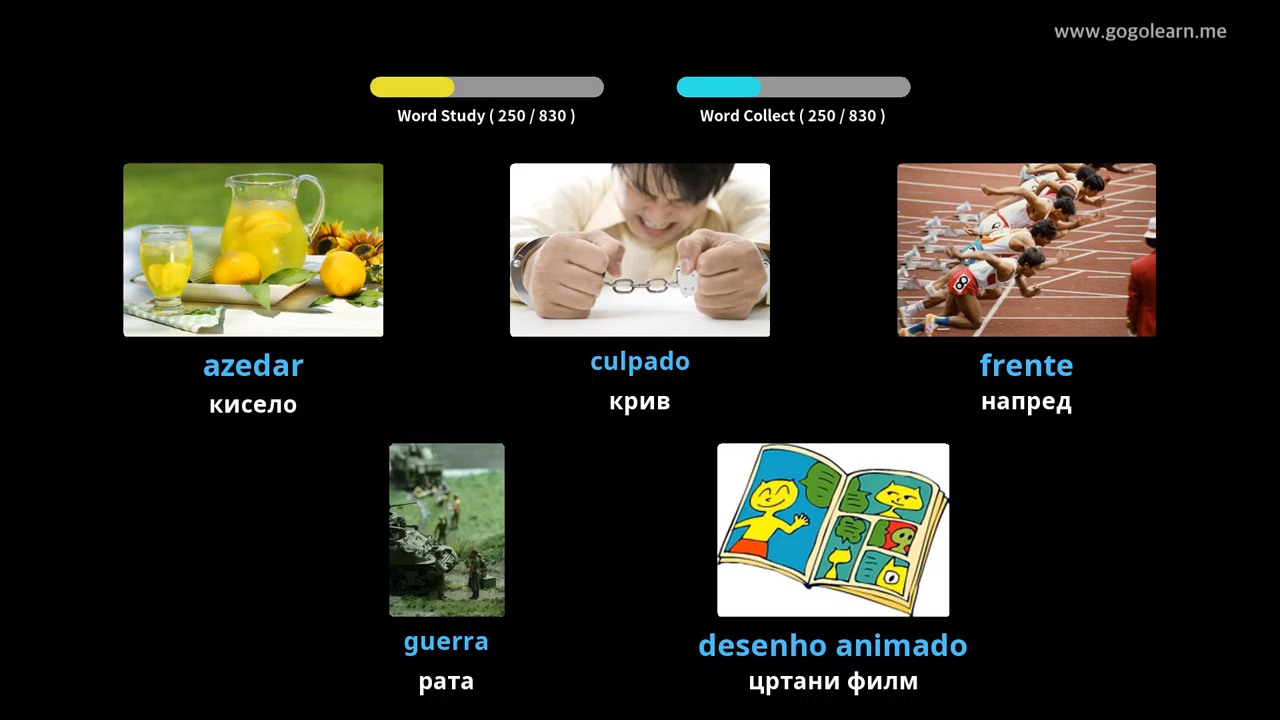 www.gogolearn.me
Word Study ( 250 / 830 )
Word Collect ( 250 / 830 )
azedar
кисело
culpado
крив
frente
напред
8
guerra
рата
desenho animado
цртани филм